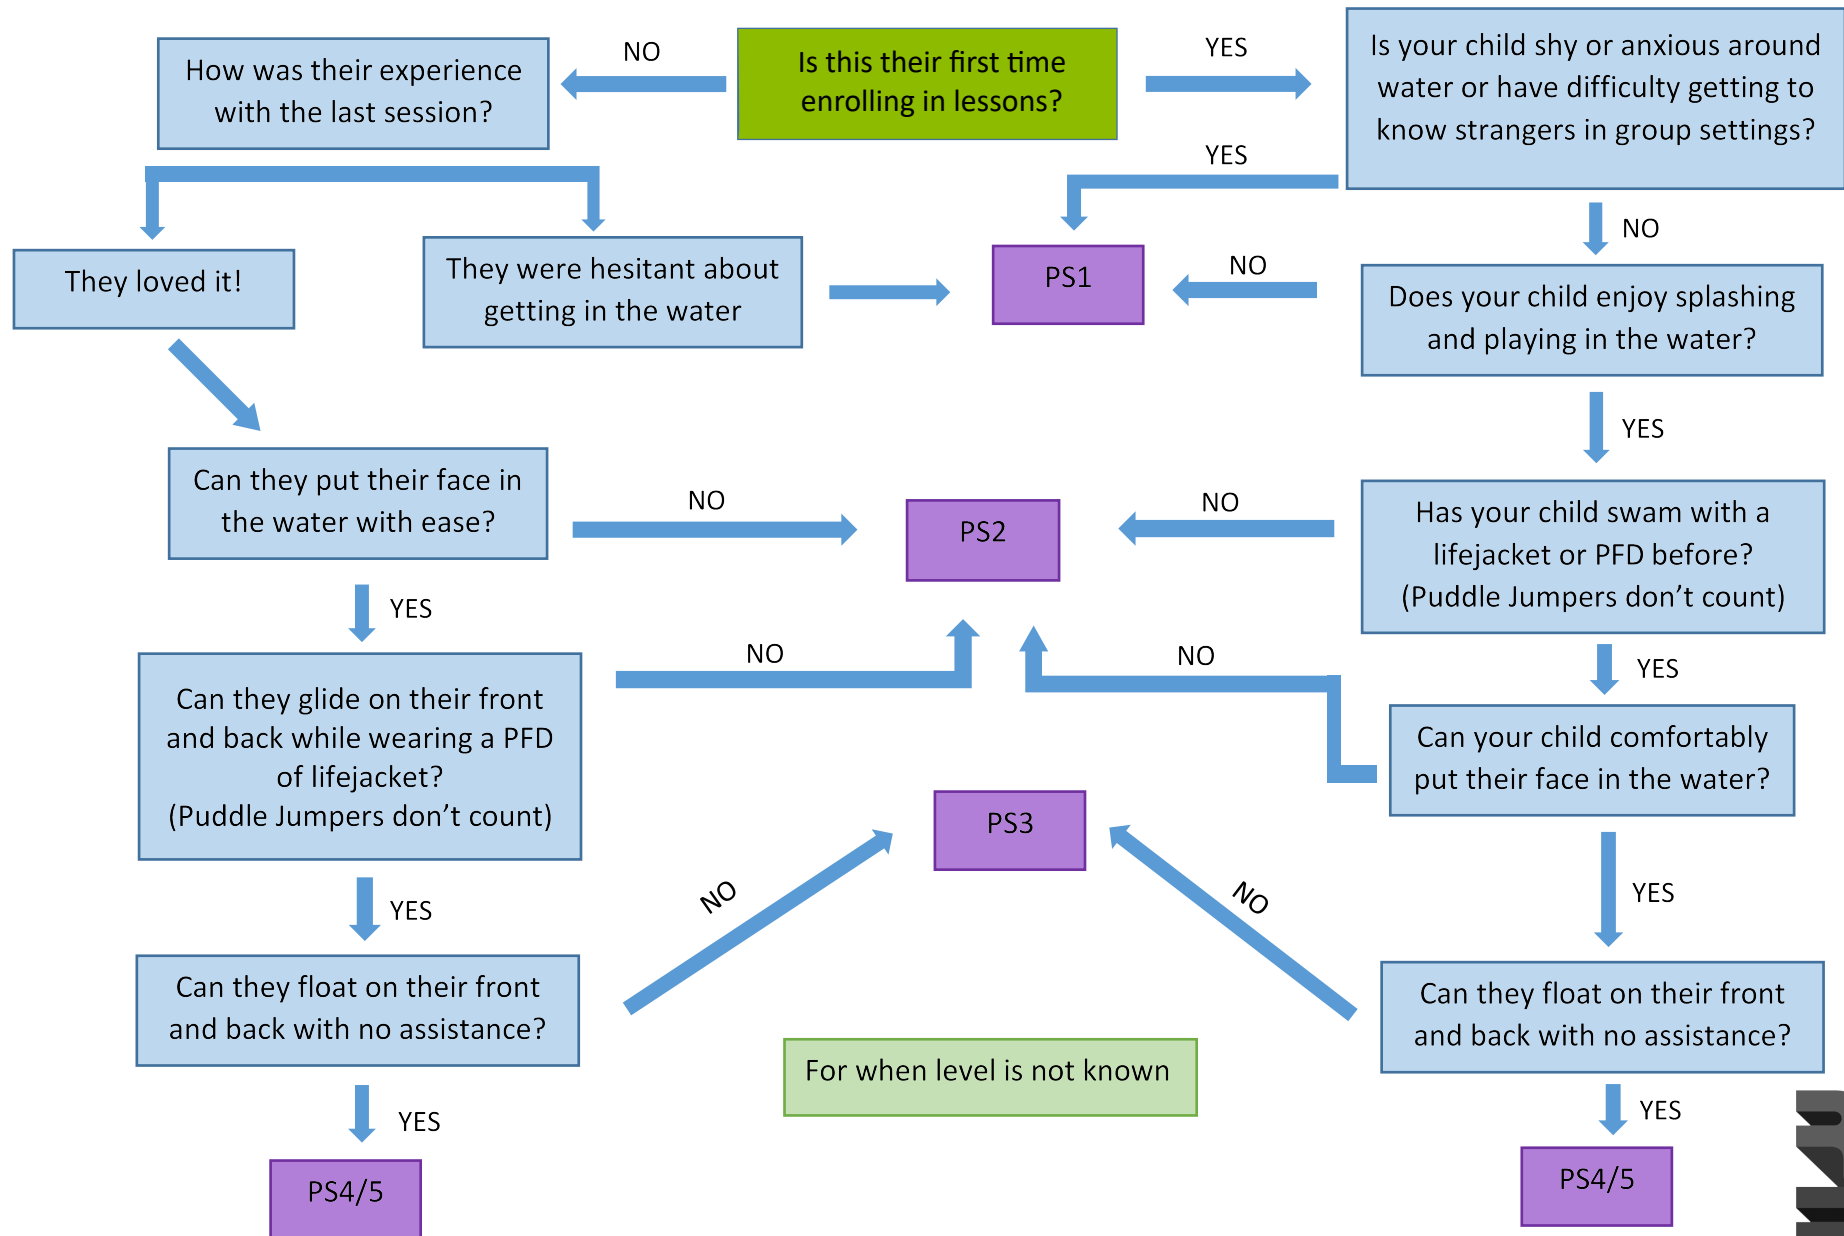 NO
Is this their first time
enrolling in lessons?
YES
How was their experience
with the last session?
Is your child shy or anxious around
water or have difficulty getting to
know strangers in group settings?
YES
NO
They loved it!
They were hesitant about
getting in the water
PS1
NO
Does your child enjoy splashing
and playing in the water?
YES
Can they put their face in
the water with ease?
NO
PS2
NO
Has your child swam with a
lifejacket or PFD before?
(Puddle Jumpers don’t count)
YES
NO
NO
YES
Can they glide on their front
and back while wearing a PFD
of lifejacket?
(Puddle Jumpers don’t count)
Can your child comfortably
put their face in the water?
PS3
YES
NO
NO
YES
Can they float on their front
and back with no assistance?
Can they float on their front
and back with no assistance?
For when level is not known
YES
YES
PS4/5
PS4/5